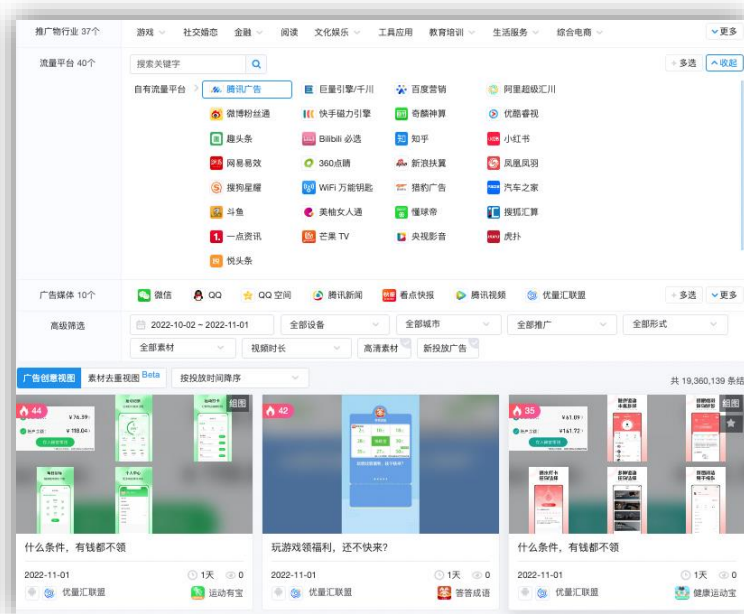 推广物行业 37个 游戏 社交婚恋 金融 阅读 文化娱乐 工具应用 教育培训 生活服务 综合电商 更多
流量平台 40个 搜索关键字 多选 收起
自有流量平台 腾讯广告 巨量引擎/千川 百度营销 阿里超级汇川
微博粉丝通 快手磁力引擎 奇麟神算 优酷睿视
趣头条 Bilibili 必选 知乎 小红书
网易易效 360点睛 新浪扶翼 凤凰凤羽
搜狗星耀 WiFi 万能钥匙 猎豹广告 汽车之家
斗鱼 美柚女人通 懂球帝 搜狐汇算
一点资讯 芒果 TV 央视影音 虎扑
悦头条
广告媒体 10个 微信 QQ QQ 空间 腾讯新闻 看点快报 腾讯视频 优量汇联盟 多选 更多
高级筛选 2022-10-02 ~ 2022-11-01 全部设备 全部城市 全部推广 全部形式
全部素材 视频时长 高清素材 新投放广告
广告创意视图 素材去重视图 Beta 按投放时间降序 共 19,360,139 条结
44 组图 42 35 组图
什么条件，有钱都不领 玩游戏领福利，还不快来? 什么条件，有钱都不领
2022-11-01 1天 0 2022-11-01 1天 0 2022-11-01 1天 0
优量汇联盟 运动有宝 优量汇联盟 答答成语 优量汇联盟 健康运动宝